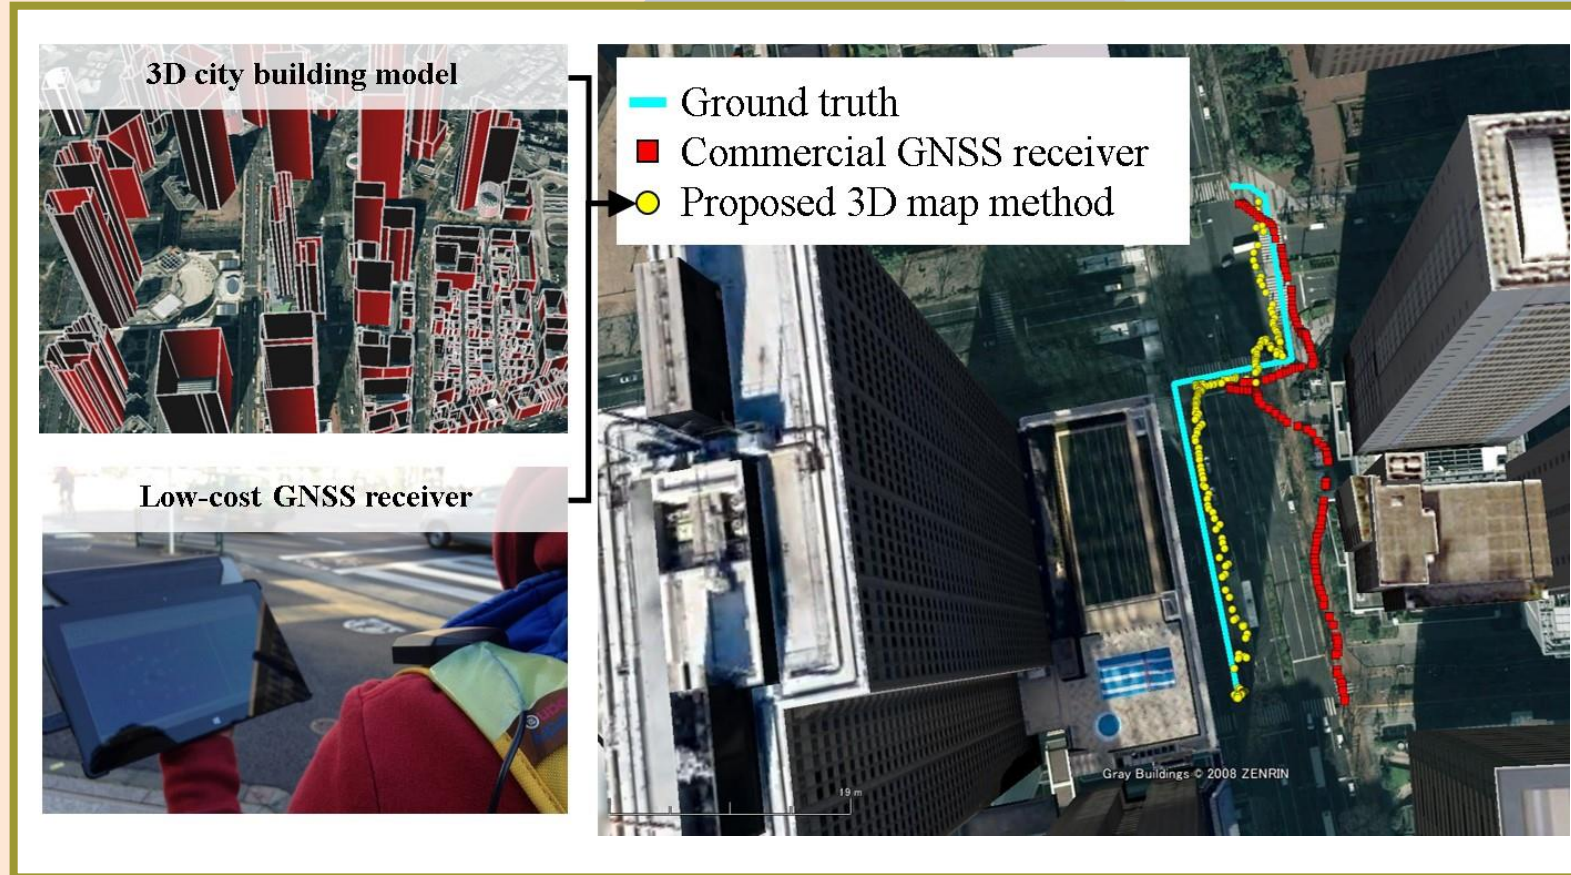 3D city building model
Low-cost GNSS receiver
Ground truth
Commercial GNSS receiver
Proposed 3D map method
Gray Buildings © 2008 ZENRIN
19 m